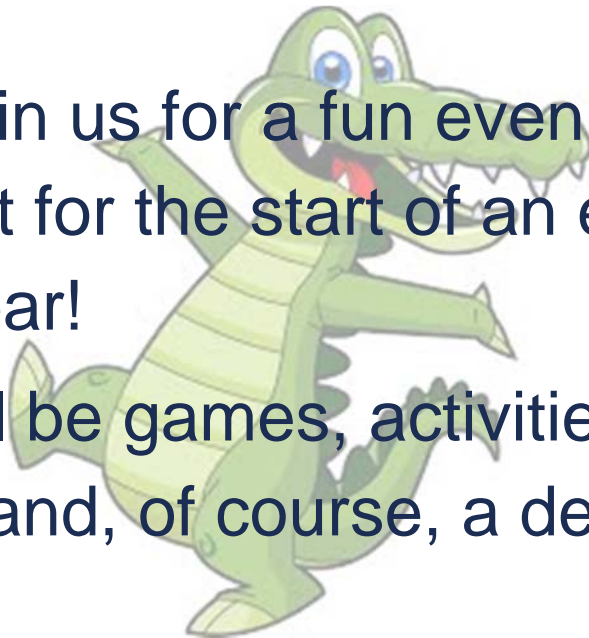 in us for a fun even
t for the start of an e
ar!
l be games, activitie
and, of course, a de